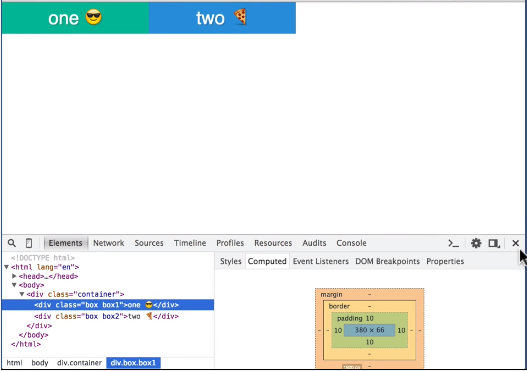 one 😎 two 🍕
Elements Network Sources Timeline Profiles Resources Audits Console
<!DOCTYPE html>
▼<html lang="en">
▶<head>…</head>
▼<body>
▼<div class="container">
<div class="box box1">one 😎</div>
<div class="box box2">two 🍕</div>
</div>
</body>
</html>
html body div.container div.box.box1
Styles Computed Event Listeners DOM Breakpoints Properties
margin -
border -
padding 10
- - 10 380 × 66 10 - -
10
-